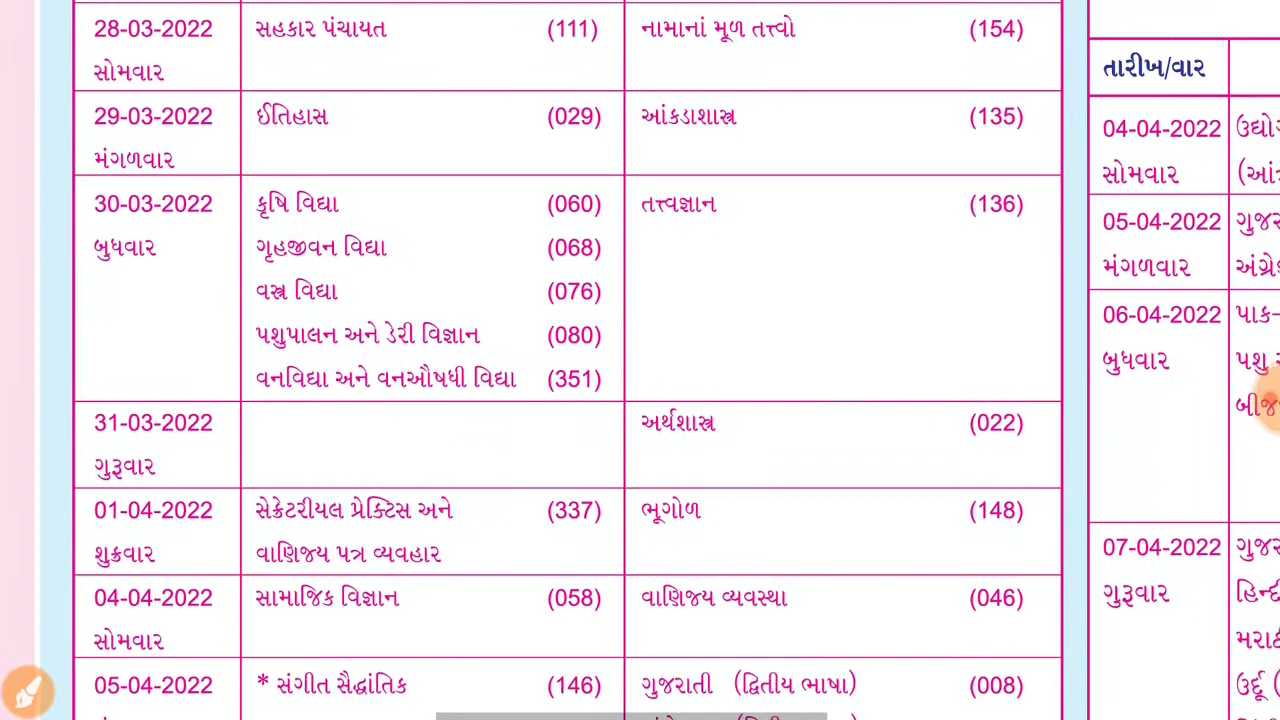 28-03-2022 સહકાર પંચાયત (111) નામાનાં મૂળ તત્ત્વો (154)
સોમવાર
29-03-2022 ઈતિહાસ (029) આંકડાશાસ્ત્ર (135)
મંગળવાર
30-03-2022 કૃષિ વિદ્યા (060) તત્ત્વજ્ઞાન (136)
બુધવાર ગૃહજીવન વિદ્યા (068)
વસ્ત્ર વિદ્યા (076)
પશુપાલન અને ડેરી વિજ્ઞાન (080)
વનવિદ્યા અને વનઔષધી વિદ્યા (351)
31-03-2022 અર્થશાસ્ત્ર (022)
ગુરૂવાર
01-04-2022 સેક્રેટરીયલ પ્રેક્ટિસ અને (337) ભૂગોળ (148)
શુક્રવાર વાણિજ્ય પત્ર વ્યવહાર
04-04-2022 સામાજિક વિજ્ઞાન (058) વાણિજ્ય વ્યવસ્થા (046)
સોમવાર
05-04-2022 * સંગીત સૈદ્ધાંતિક (146) ગુજરાતી (દ્વિતીય ભાષા) (008)
તારીખ/વાર
04-04-2022
સોમવાર
05-04-2022
મંગળવાર
06-04-2022 પાક-
બુધવાર પશુ
07-04-2022
ગુરૂવાર